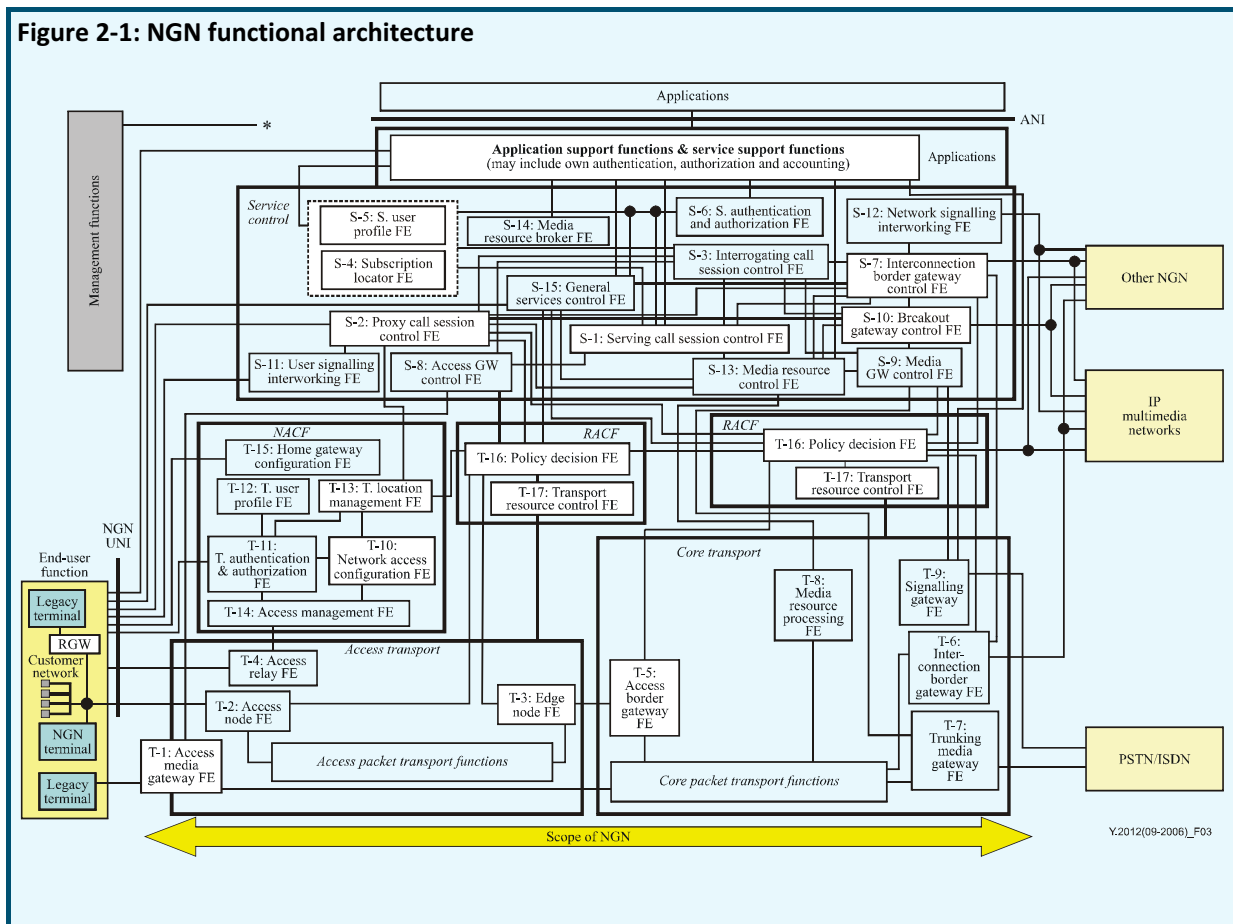 Figure 2-1: NGN functional architecture
Applications
ANI
*
Management functions
Application support functions & service support functions
(may include own authentication, authorization and accounting)
Applications
Service
control
S-5: S. user
profile FE
S-4: Subscription
locator FE
S-14: Media
resource broker FE
S-6: S. authentication
and authorization FE
S-12: Network signalling
interworking FE
S-3: Interrogating call
session control FE
S-7: Interconnection
border gateway
control FE
S-15: General
services control FE
S-2: Proxy call session
control FE
S-1: Serving call session control FE
S-10: Breakout
gateway control FE
S-11: User signalling
interworking FE
S-8: Access GW
control FE
S-13: Media resource
control FE
S-9: Media
GW control FE
Other NGN
IP
multimedia
networks
PSTN/ISDN
NACF
T-15: Home gateway
configuration FE
T-12: T. user
profile FE
T-13: T. location
management FE
T-11:
T. authentication
& authorization
FE
T-10:
Network access
configuration FE
T-14: Access management FE
RACF
T-16: Policy decision FE
T-17: Transport
resource control FE
RACF
T-16: Policy decision FE
T-17: Transport
resource control FE
NGN
UNI
End-user
function
Legacy
terminal
RGW
Customer
network
NGN
terminal
Legacy
terminal
Access transport
T-4: Access
relay FE
T-2: Access
node FE
T-3: Edge
node FE
T-1: Access
media
gateway FE
Access packet transport functions
Core transport
T-8: Media
resource
processing
FE
T-9:
Signalling
gateway
FE
T-5:
Access
border
gateway FE
T-6:
Inter-
connection
border
gateway FE
T-7:
Trunking
media
gateway
FE
Core packet transport functions
Scope of NGN
Y.2012(09-2006)_F03